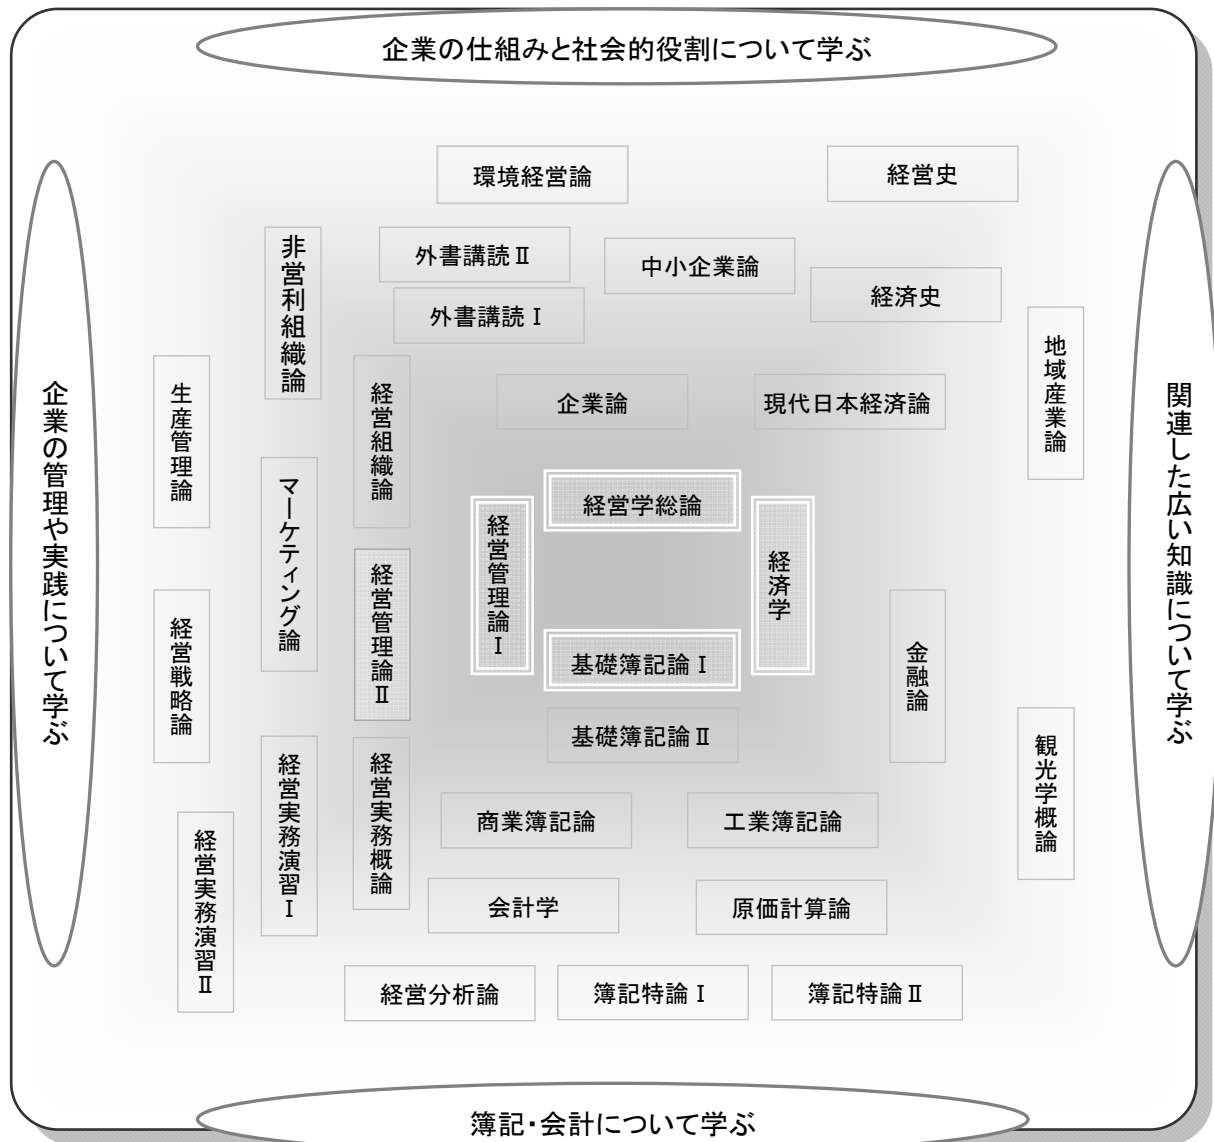 企業の仕組みと社会的役割について学ぶ
環境経営論
経営史
非営利組織論
外書講読Ⅱ
中小企業論
外書講読Ⅰ
経済史
地域産業論
企業の管理や実践について学ぶ
関連した広い知識について学ぶ
生産管理論
経営組織論
企業論
現代日本経済論
マーケティング論
経営学総論
経営管理論Ⅰ
経済学
経営管理論Ⅱ
経営戦略論
基礎簿記論Ⅰ
金融論
基礎簿記論Ⅱ
観光学概論
経営実務演習Ⅰ
経営実務概論
商業簿記論
工業簿記論
経営実務演習Ⅱ
会計学
原価計算論
経営分析論
簿記特論Ⅰ
簿記特論Ⅱ
簿記・会計について学ぶ